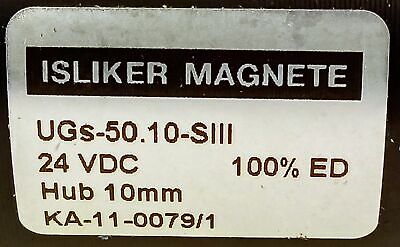 ISLIKER MAGNETE
UGs-50.10-SIII
24 VDC 100% ED
Hub 10mm
KA-11-0079/1